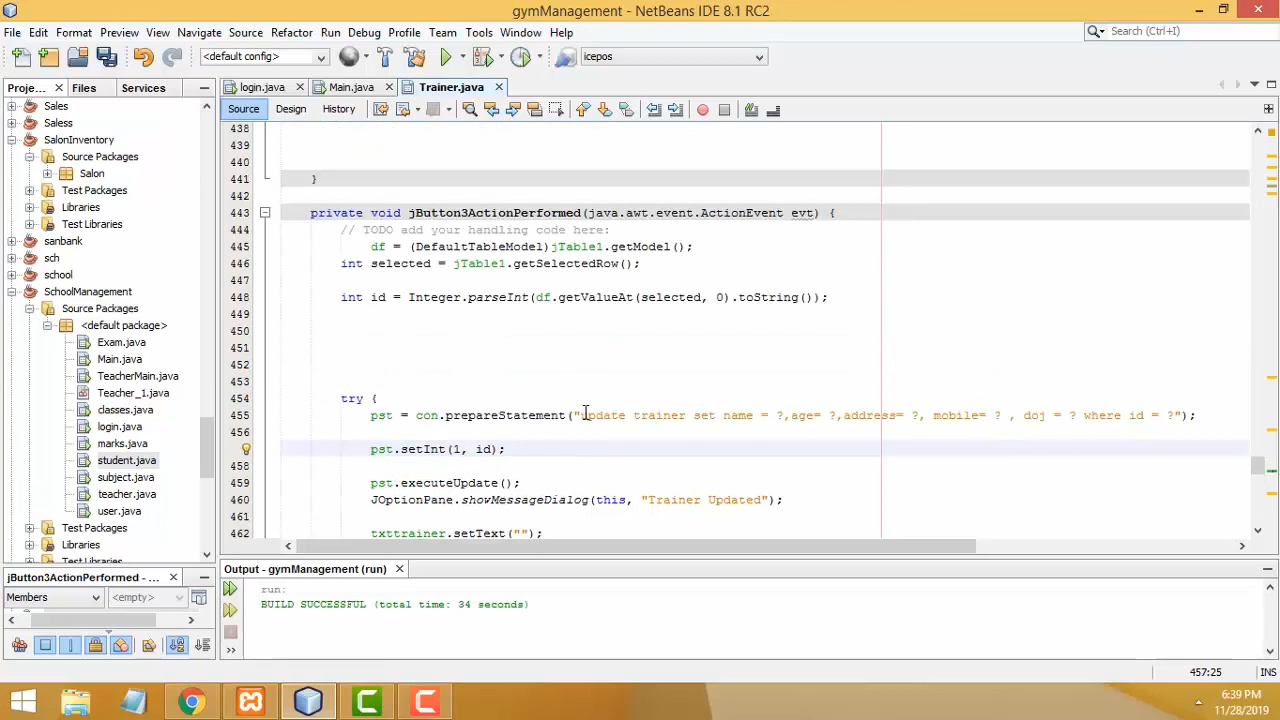 gymManagement - NetBeans IDE 8.1 RC2
File Edit Format Preview View Navigate Source Refactor Run Debug Profile Team Tools Window Help
Search (Ctrl+I)
<default config>
icepos
Proje... Files Services
login.java Main.java Trainer.java
Source Design History
Sales
Saless
SalonInventory
Source Packages
Salon
Test Packages
Libraries
Test Libraries
sanbank
sch
school
SchoolManagement
Source Packages
<default package>
Exam.java
Main.java
TeacherMain.java
Teacher_1.java
classes.java
login.java
marks.java
student.java
subject.java
teacher.java
user.java
Test Packages
Libraries
Test Libraries
438
439
440
441 }
442
443 private void jButton3ActionPerformed(java.awt.event.ActionEvent evt) {
444 // TODO add your handling code here:
445 df = (DefaultTableModel)jTable1.getModel();
446 int selected = jTable1.getSelectedRow();
447
448 int id = Integer.parseInt(df.getValueAt(selected, 0).toString());
449
450
451
452
453
454 try {
455 pst = con.prepareStatement("update trainer set name = ?,age= ?,address= ?, mobile= ? , doj = ? where id = ?");
456
pst.setInt(1, id);
458
459 pst.executeUpdate();
460 JOptionPane.showMessageDialog(this, "Trainer Updated");
461
462 txttrainer.setText("");
jButton3ActionPerformed - ...
Members <empty>
Output - gymManagement (run)
run:
BUILD SUCCESSFUL (total time: 34 seconds)
457:25 INS
6:39 PM
11/28/2019